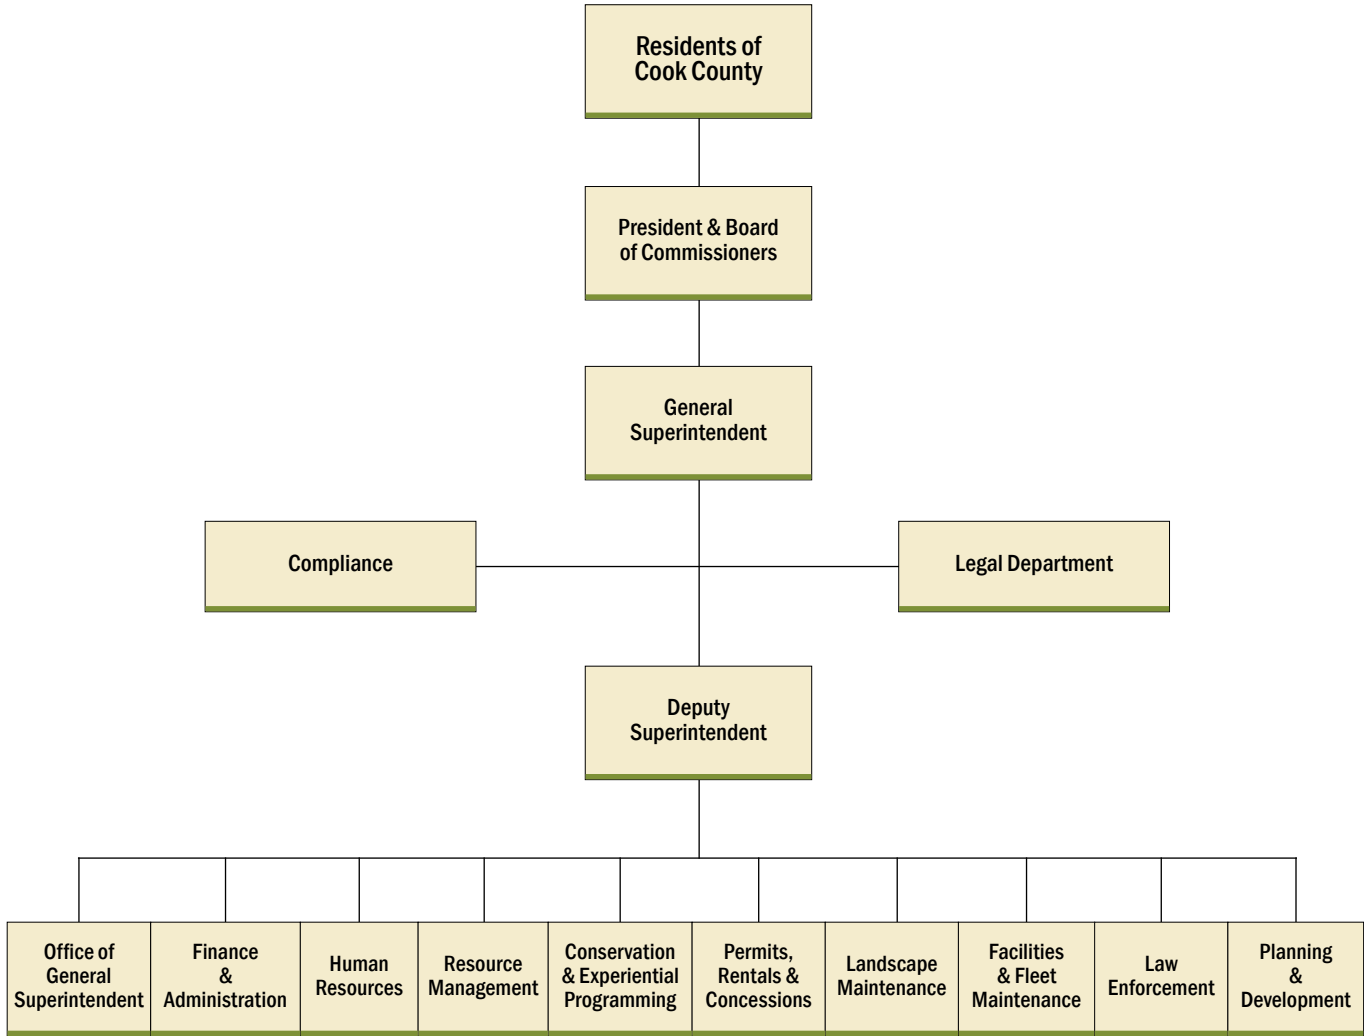 Residents of
Cook County
President & Board
of Commissioners
General
Superintendent
Compliance
Legal Department
Deputy
Superintendent
Office of
General
Superintendent
Finance
&
Administration
Human
Resources
Resource
Management
Conservation
& Experiential
Programming
Permits,
Rentals &
Concessions
Landscape
Maintenance
Facilities
& Fleet
Maintenance
Law
Enforcement
Planning
&
Development